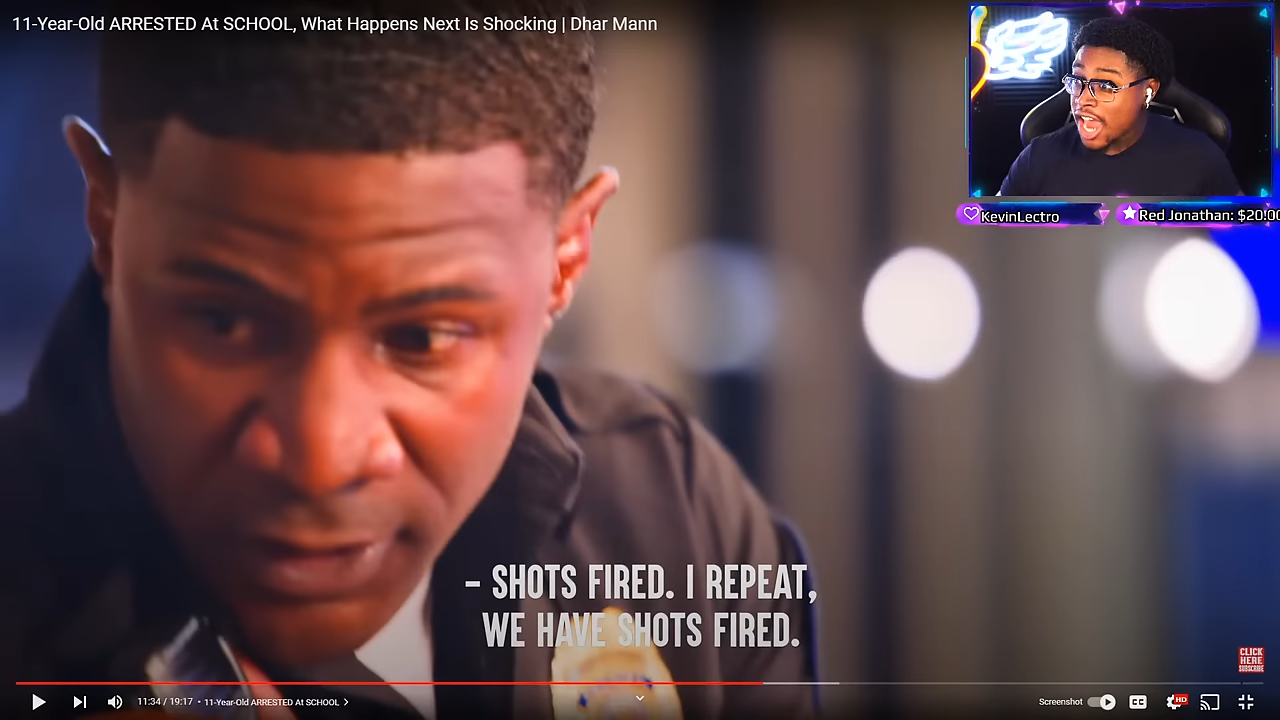 11-Year-Old ARRESTED At SCHOOL, What Happens Next Is Shocking | Dhar Mann
KevinLectro
Red Jonathan: $20.00
- SHOTS FIRED. I REPEAT,
WE HAVE SHOTS FIRED.
CLICK
HERE
SUBSCRIBE
11:34 / 19:17 • 11-Year-Old ARRESTED At SCHOOL
Screenshot
CC
HD